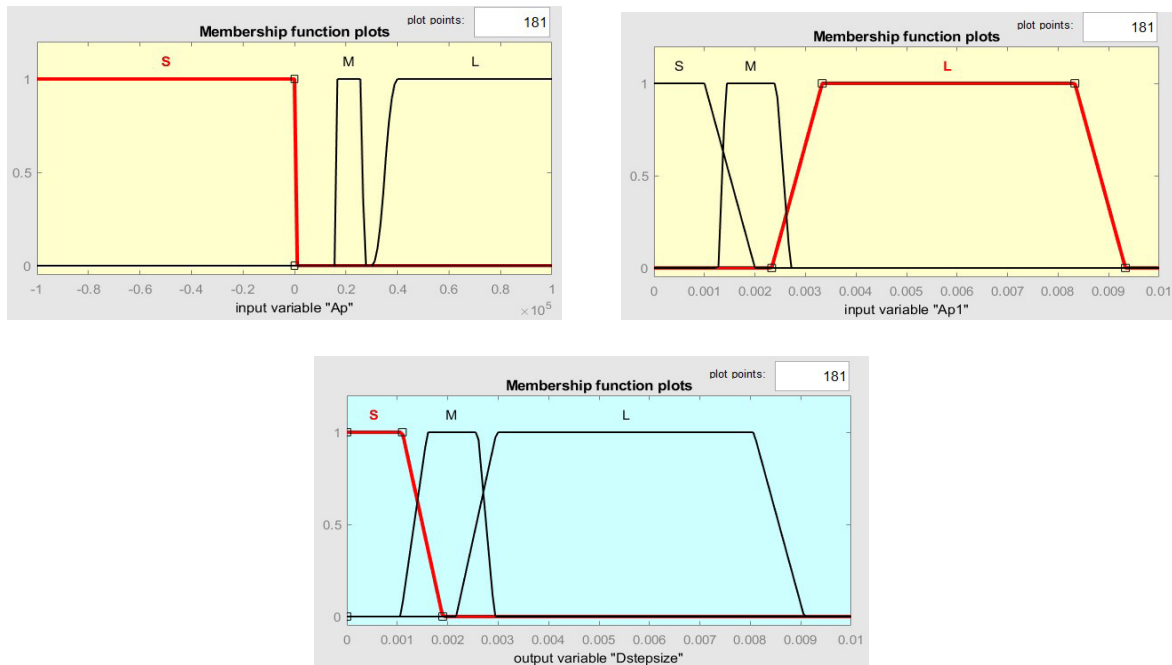 plot points: 181
Membership function plots
S M L
1
0.5
0
-1 -0.8 -0.6 -0.4 -0.2 0 0.2 0.4 0.6 0.8 1
input variable "Ap" × 10^5
plot points: 181
Membership function plots
S M L
1
0.5
0
0 0.001 0.002 0.003 0.004 0.005 0.006 0.007 0.008 0.009 0.01
input variable "Ap1"
plot points: 181
Membership function plots
S M L
1
0.5
0
0 0.001 0.002 0.003 0.004 0.005 0.006 0.007 0.008 0.009 0.01
output variable "Dstepsize"